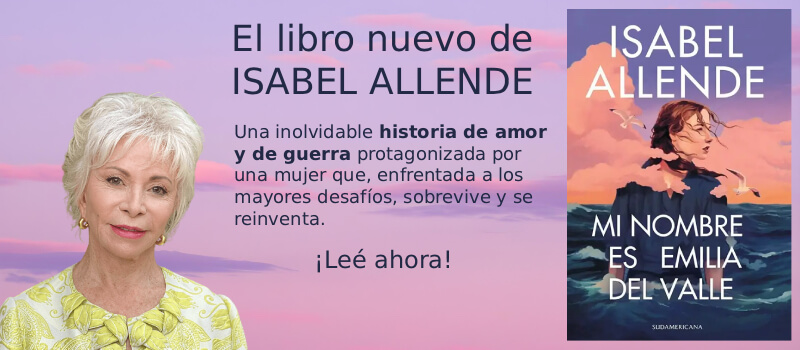 El libro nuevo de
ISABEL ALLENDE
Una inolvidable historia de amor
y de guerra protagonizada por
una mujer que, enfrentada a los
mayores desafíos, sobrevive y se
reinventa.
¡Leé ahora!
ISABEL
ALLENDE
MI NOMBRE
ES EMILIA
DEL VALLE
SUDAMERICANA